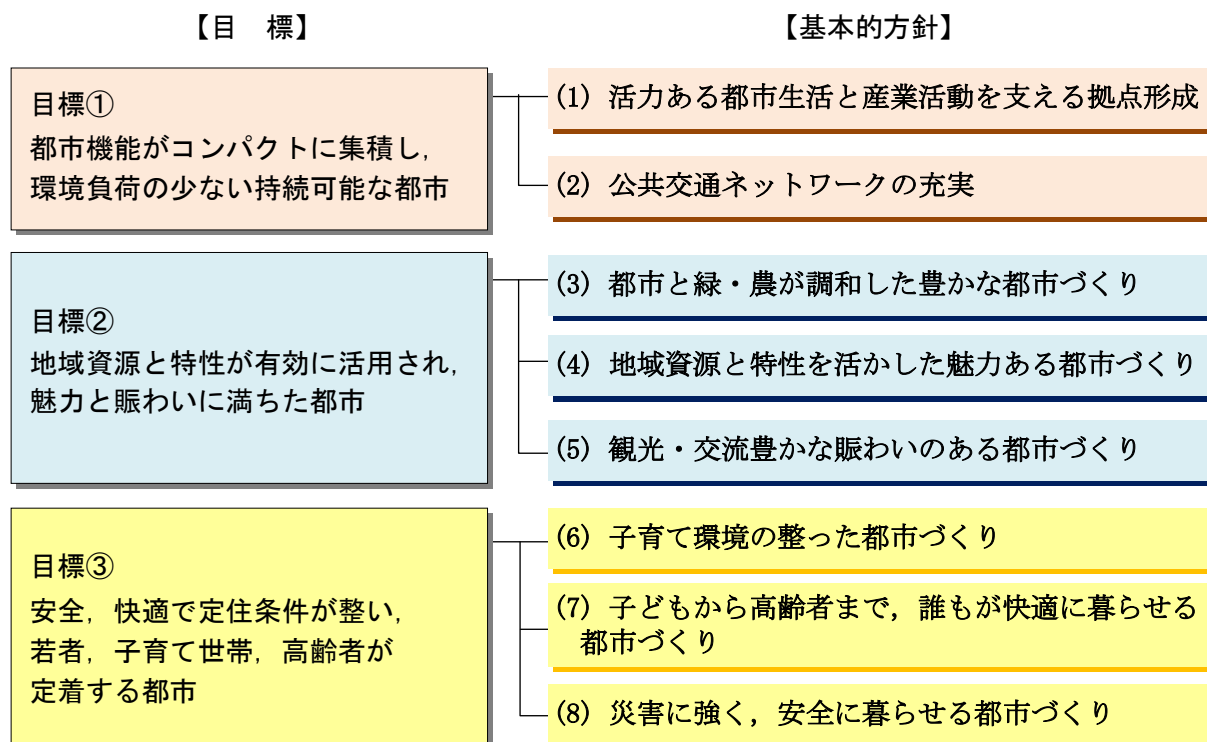 【目　標】
【基本的方針】
目標①
都市機能がコンパクトに集積し，
環境負荷の少ない持続可能な都市
(1) 活力ある都市生活と産業活動を支える拠点形成
(2) 公共交通ネットワークの充実
目標②
地域資源と特性が有効に活用され，
魅力と賑わいに満ちた都市
(3) 都市と緑・農が調和した豊かな都市づくり
(4) 地域資源と特性を活かした魅力ある都市づくり
(5) 観光・交流豊かな賑わいのある都市づくり
目標③
安全，快適で定住条件が整い，
若者，子育て世帯，高齢者が
定着する都市
(6) 子育て環境の整った都市づくり
(7) 子どもから高齢者まで，誰もが快適に暮らせる
都市づくり
(8) 災害に強く，安全に暮らせる都市づくり